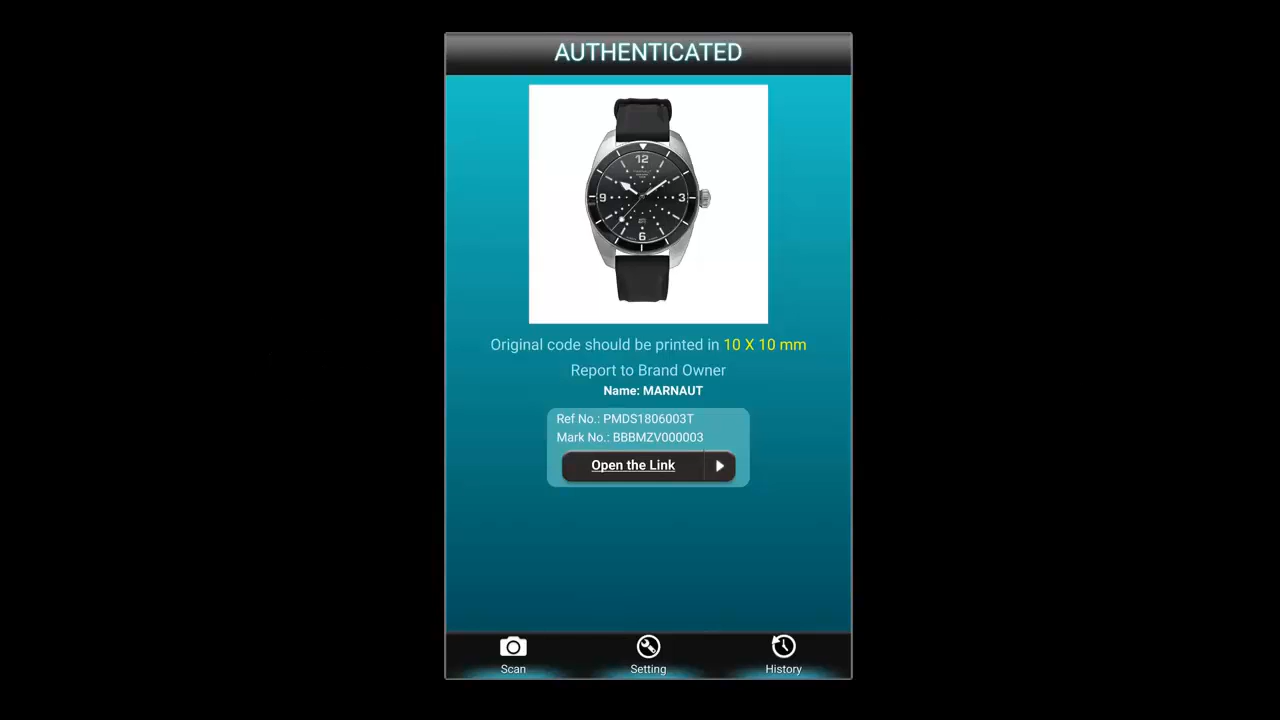 AUTHENTICATED
12
9
3
6
Original code should be printed in 10 X 10 mm
Report to Brand Owner
Name: MARNAUT
Ref No.: PMDS1806003T
Mark No.: BBBMZV000003
Open the Link
Scan
Setting
History